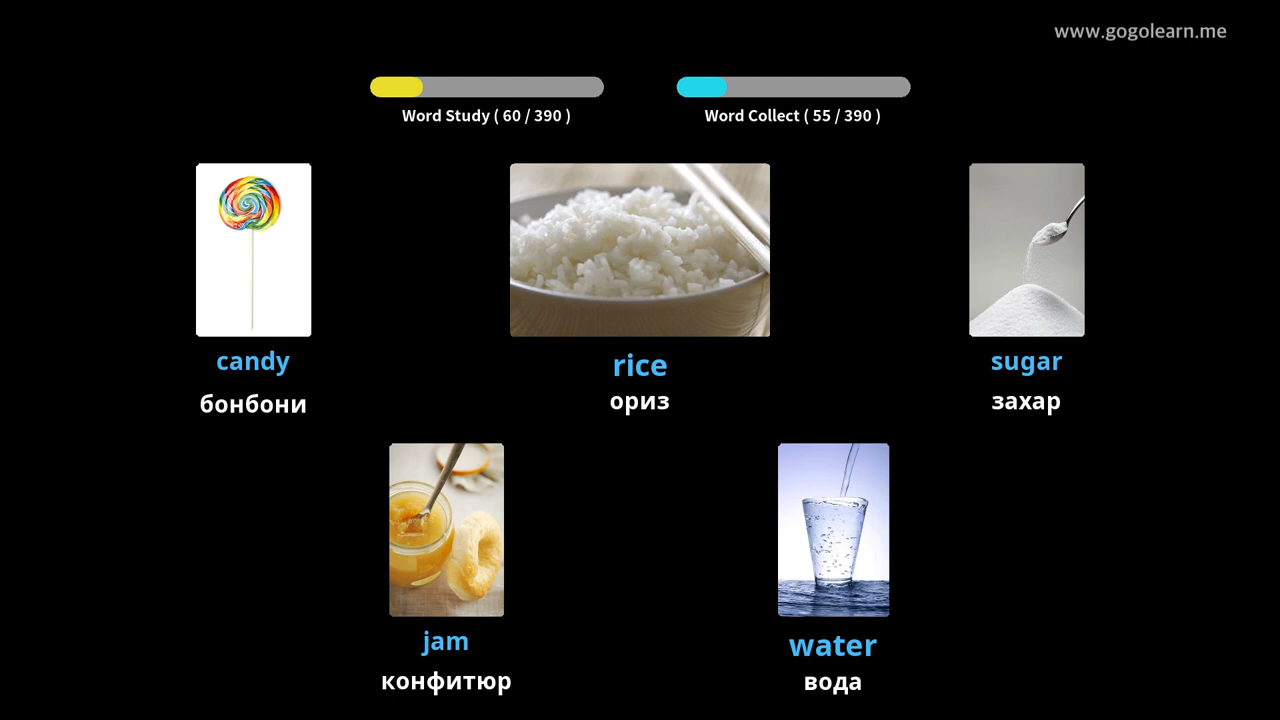 www.gogolearn.me
Word Study ( 60 / 390 )
Word Collect ( 55 / 390 )
candy
rice
sugar
бонбони
ориз
захар
jam
water
конфитюр
вода